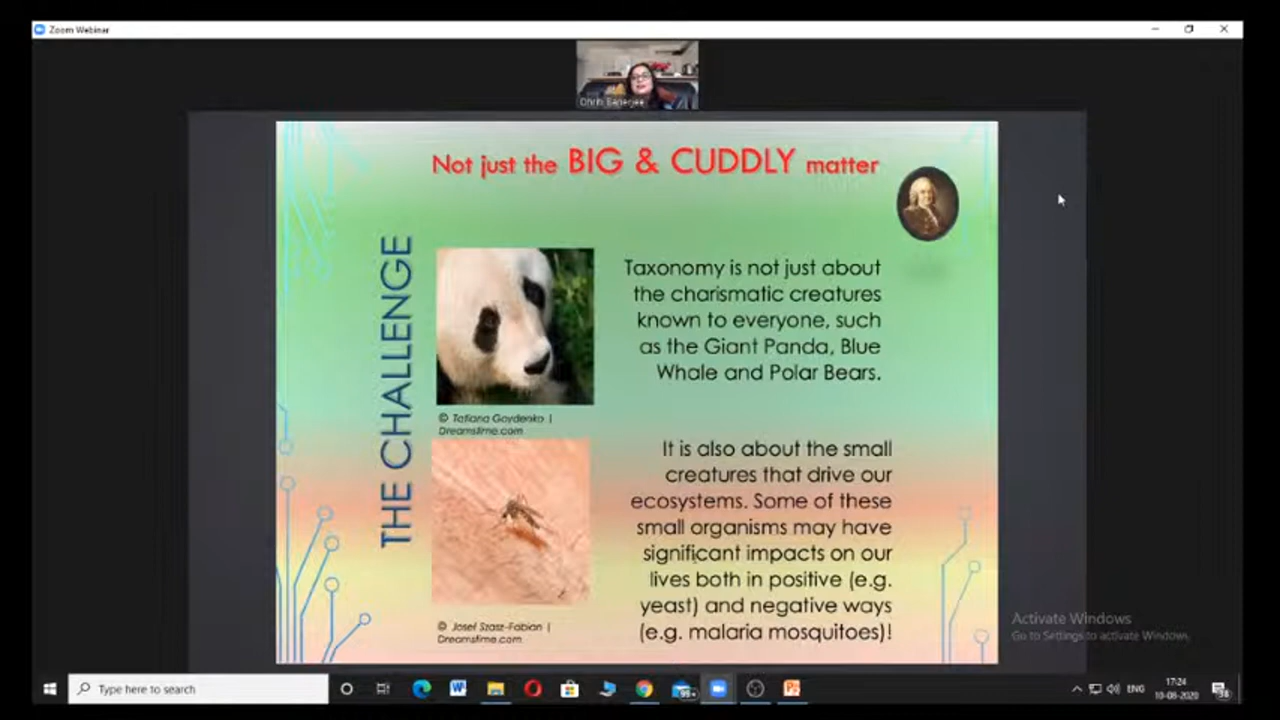 Zoom Webinar
Not just the BIG & CUDDLY matter
THE CHALLENGE
Taxonomy is not just about
the charismatic creatures
known to everyone, such
as the Giant Panda, Blue
Whale and Polar Bears.
© Tatiana Goydenko |
Dreamstime.com
It is also about the small
creatures that drive our
ecosystems. Some of these
small organisms may have
significant impacts on our
lives both in positive (e.g.
yeast) and negative ways
(e.g. malaria mosquitoes)!
© Josef Szasz-Fabian |
Dreamstime.com
Activate Windows
Go to Settings to activate Windows.
Type here to search
99+
ENG
17:24
10-08-2020